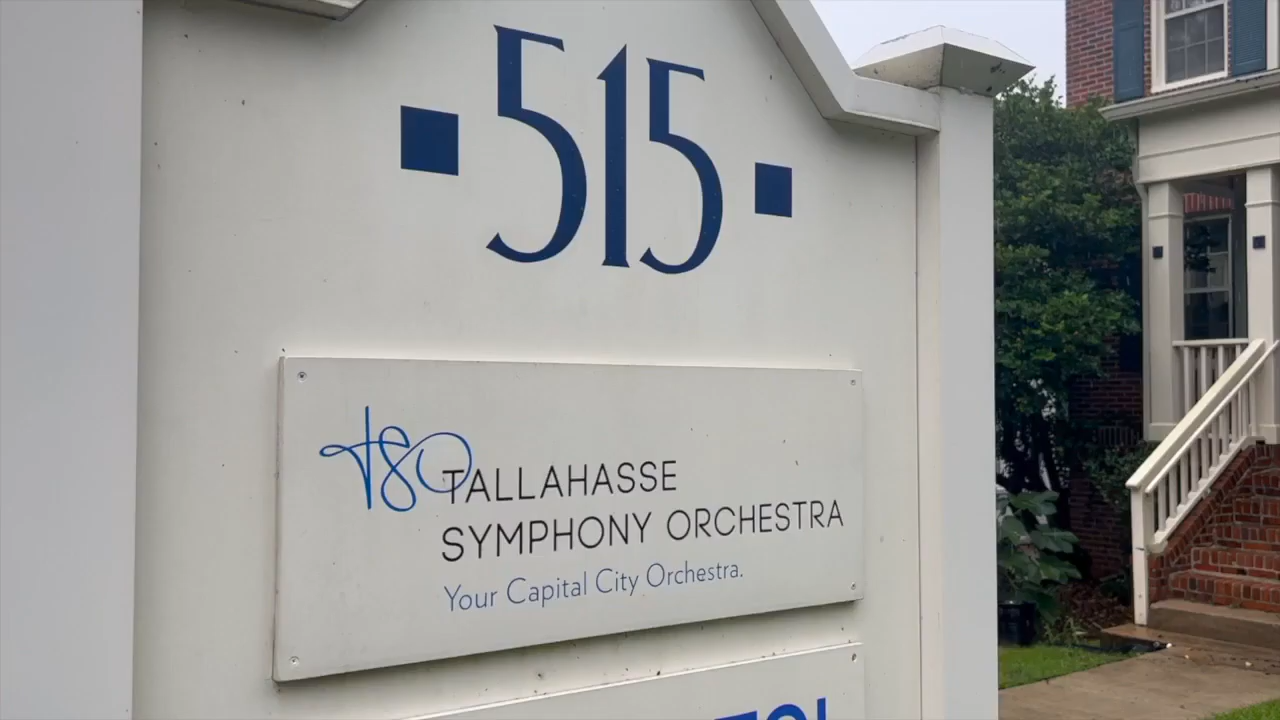 515
tso
TALLAHASSE
SYMPHONY ORCHESTRA
Your Capital City Orchestra.